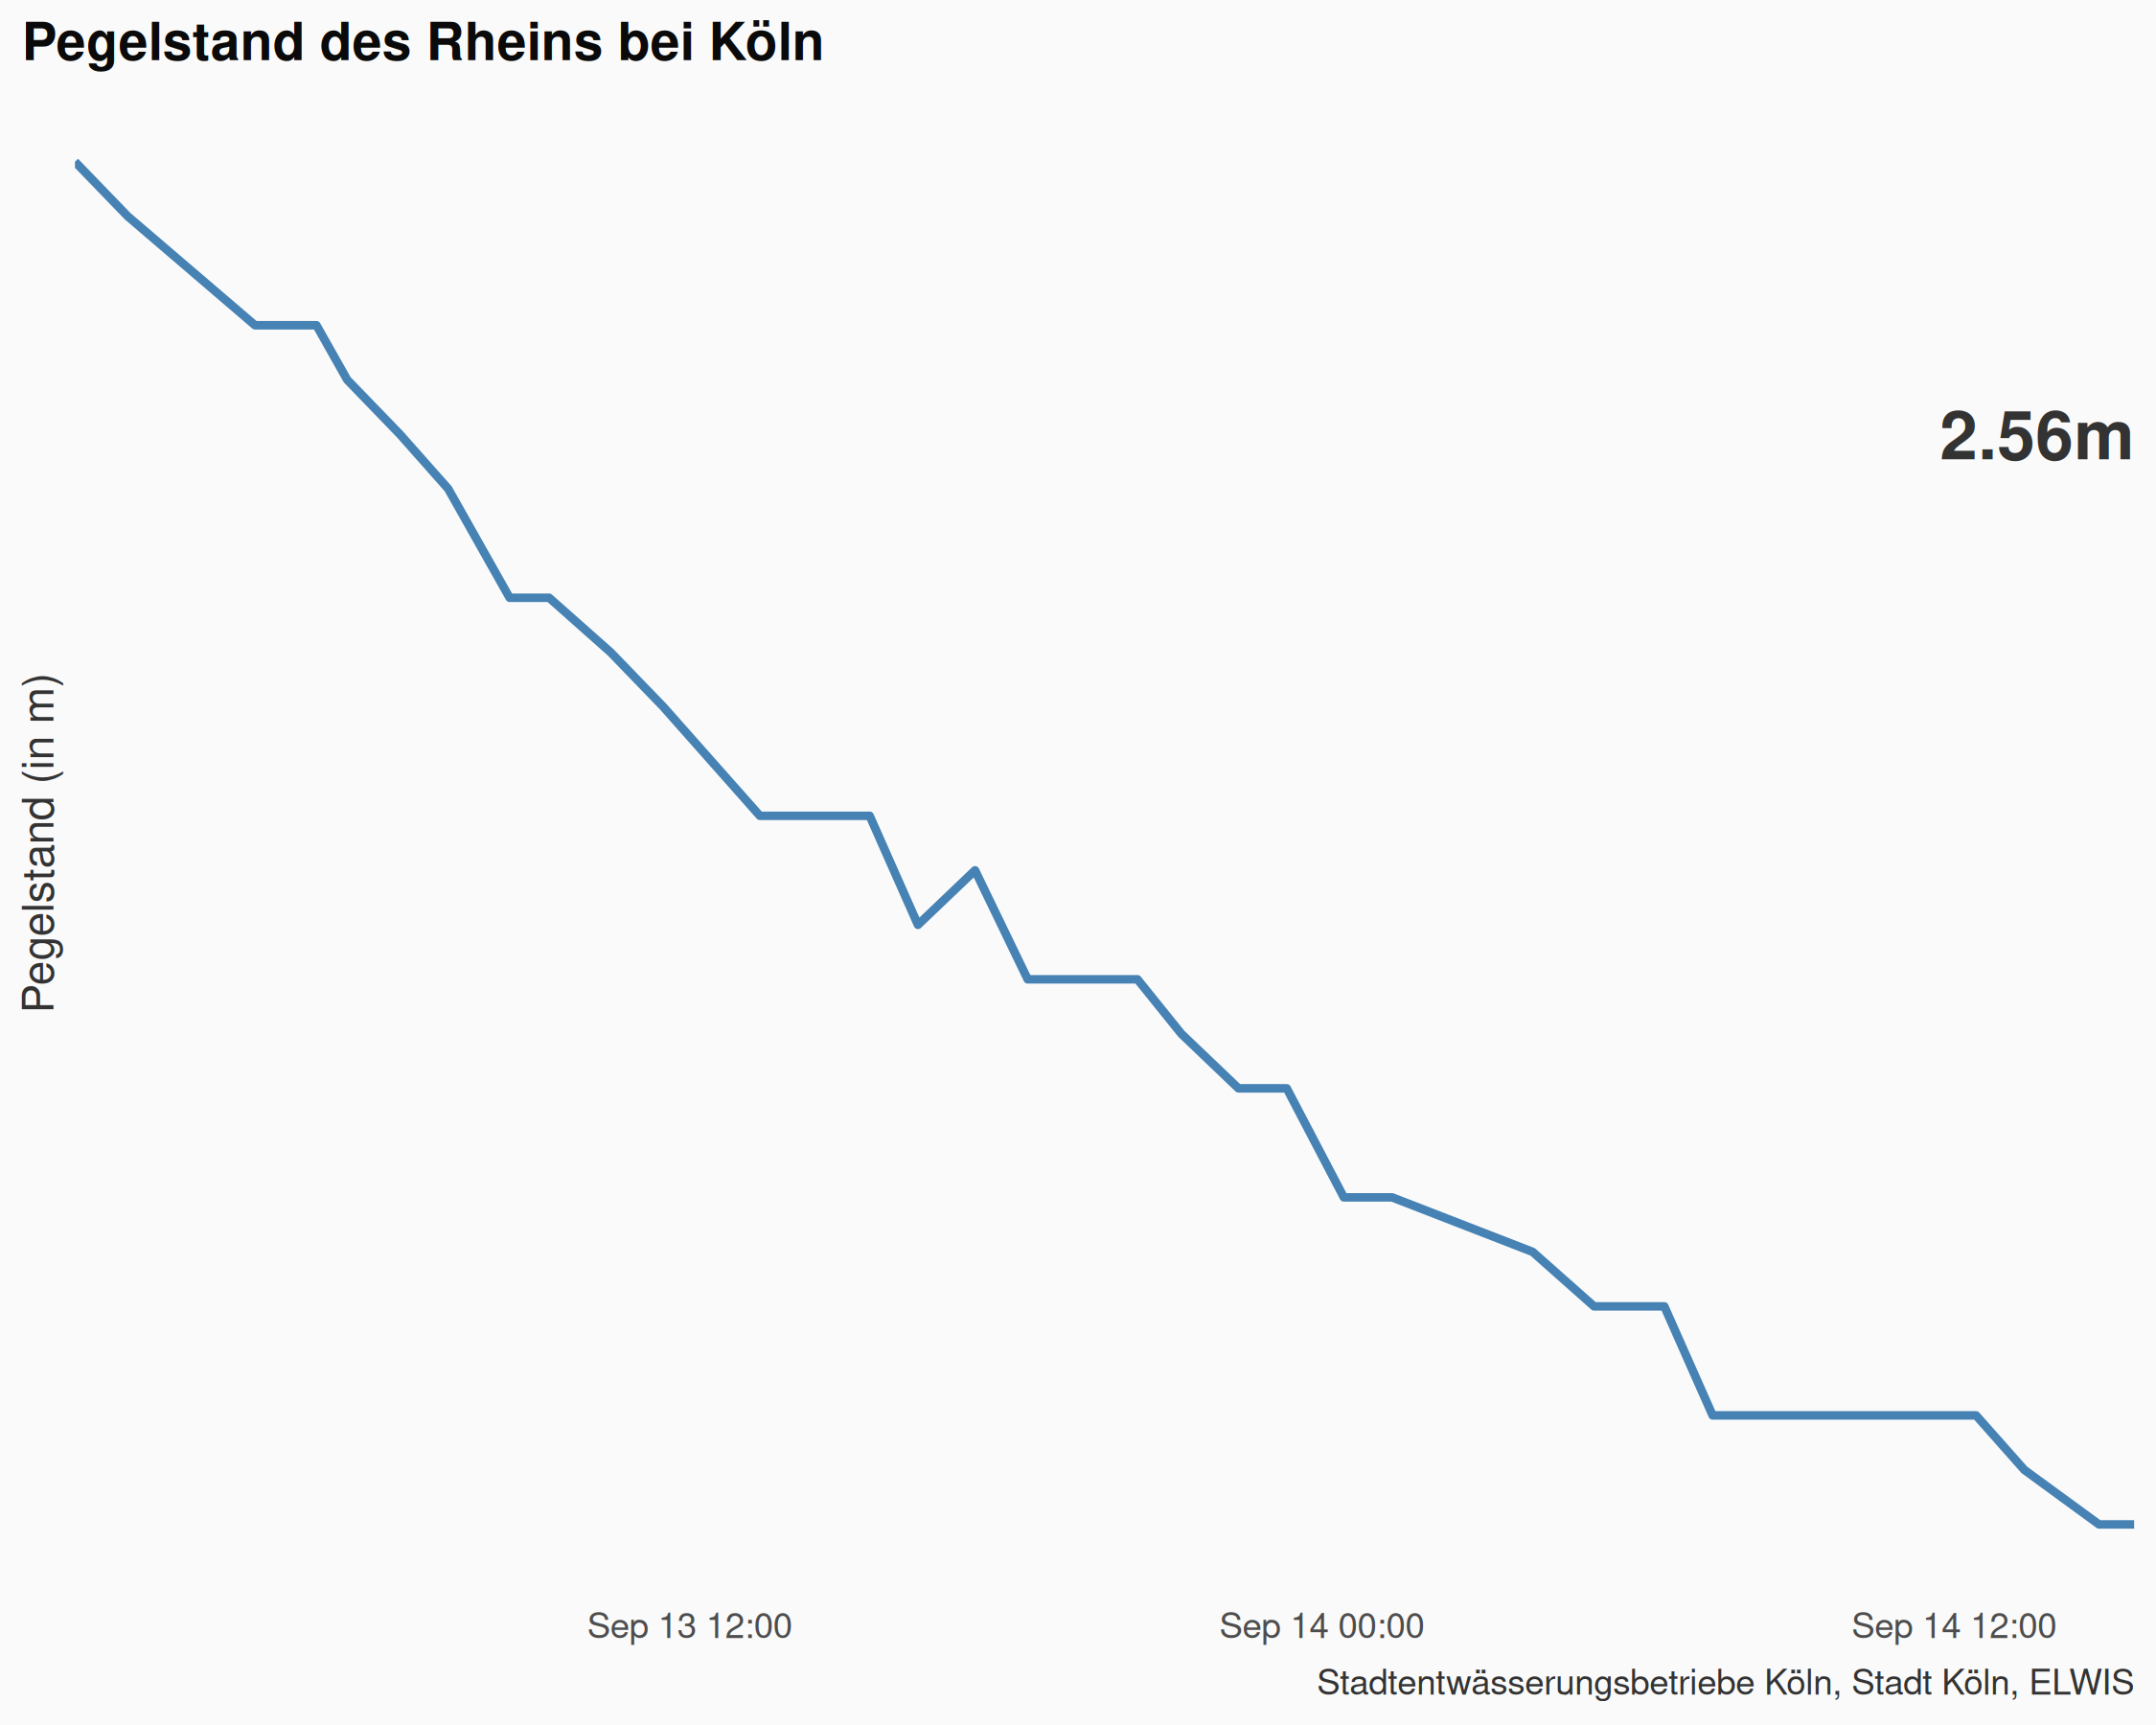 Pegelstand des Rheins bei Köln
2.56m
Pegelstand (in m)
Sep 13 12:00
Sep 14 00:00
Sep 14 12:00
Stadtentwässerungsbetriebe Köln, Stadt Köln, ELWIS